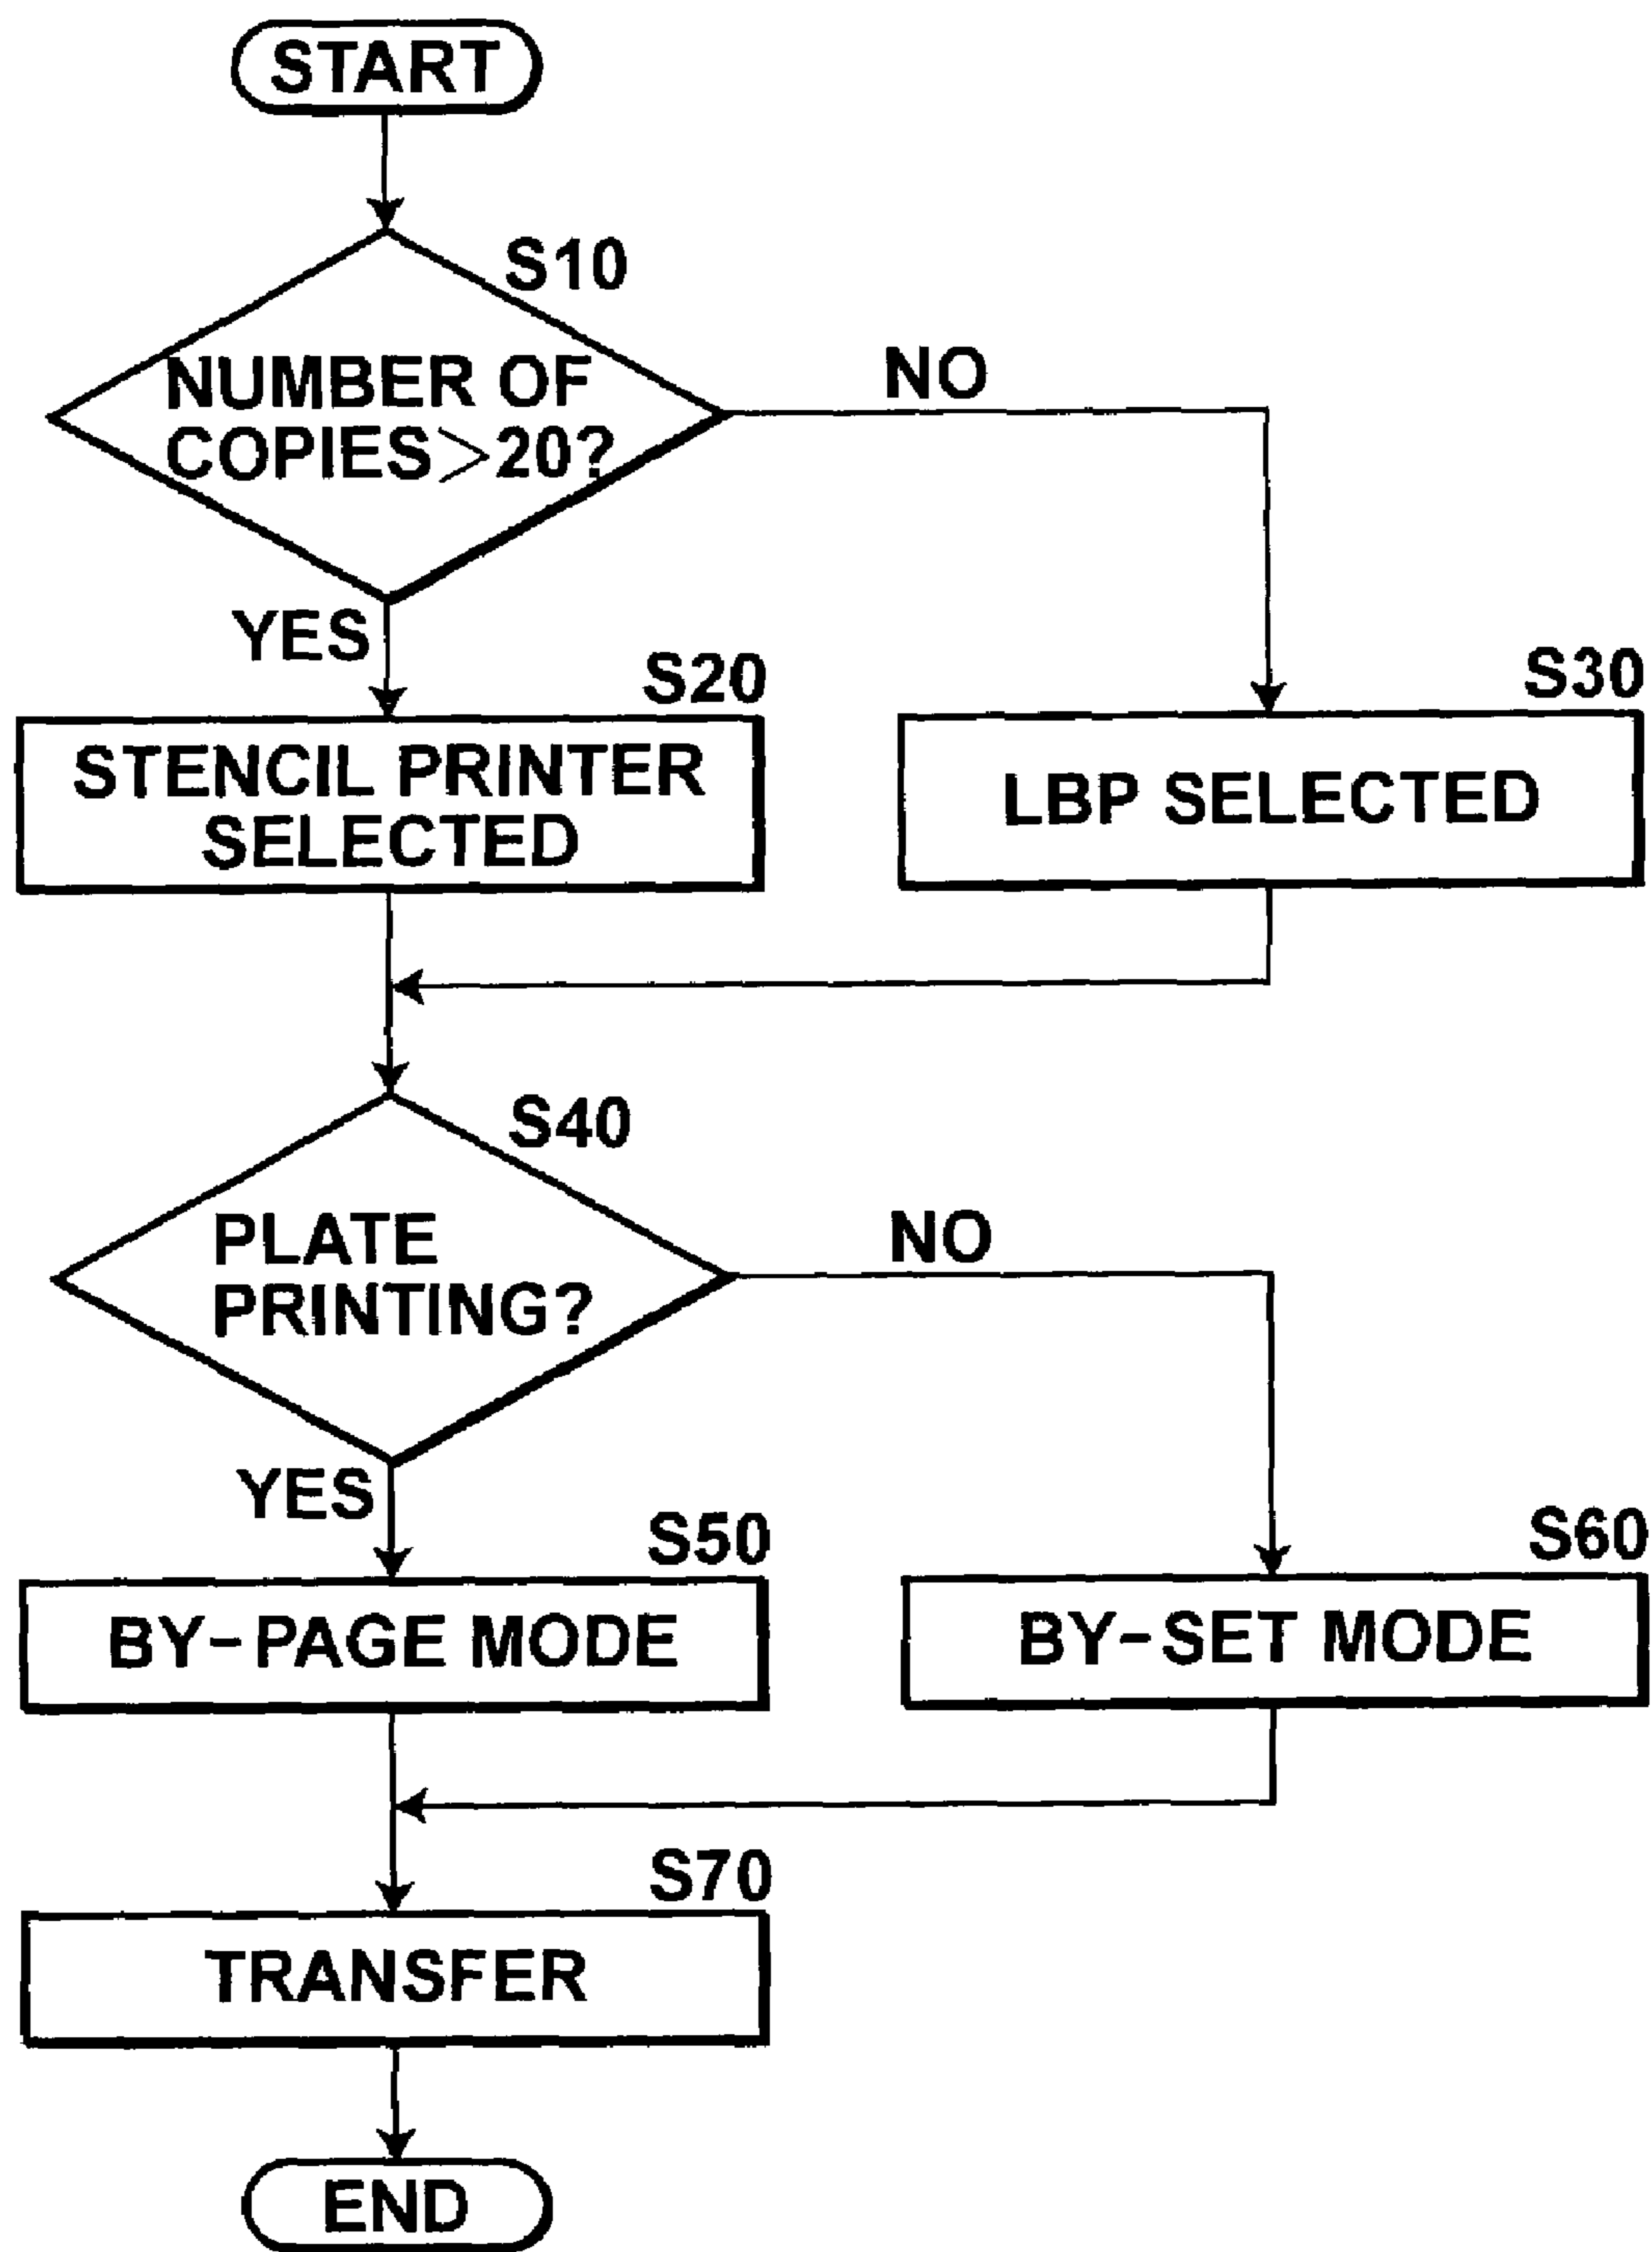 START
S10
NUMBER OF
COPIES>20?
NO
YES
S20
S30
STENCIL PRINTER
SELECTED
LBP SELECTED
S40
PLATE
PRINTING?
NO
YES
S50
S60
BY-PAGE MODE
BY-SET MODE
S70
TRANSFER
END